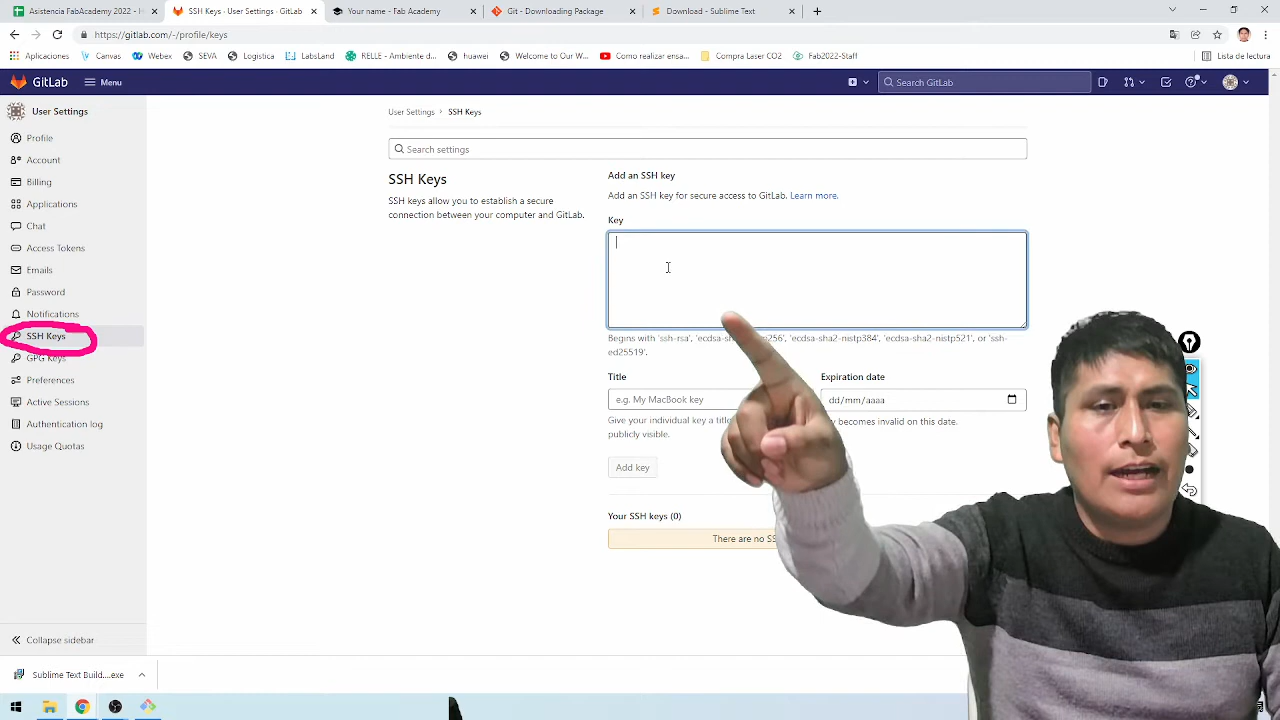 Asistencia FabAcademy 2022 - H
SSH Keys · User Settings · GitLab
Your name - Fab Academy
Git - Downloading Package
Download - Sublime Text
https://gitlab.com/-/profile/keys
Aplicaciones
Canvas
Webex
SEVA
Logistica
LabsLand
RELLE - Ambiente d...
huawei
Welcome to Our W...
Como realizar ensa...
Compra Laser CO2
Fab2022-Staff
Lista de lectura
GitLab
Menu
Search GitLab
User Settings
Profile
Account
Billing
Applications
Chat
Access Tokens
Emails
Password
Notifications
SSH Keys
GPG Keys
Preferences
Active Sessions
Authentication log
Usage Quotas
Collapse sidebar
User Settings > SSH Keys
Search settings
SSH Keys
SSH keys allow you to establish a secure
connection between your computer and GitLab.
Add an SSH key
Add an SSH key for secure access to GitLab. Learn more.
Key
Begins with 'ssh-rsa', 'ecdsa-sha2-nistp256', 'ecdsa-sha2-nistp384', 'ecdsa-sha2-nistp521', or 'ssh-
ed25519'.
Title
Expiration date
e.g. My MacBook key
dd/mm/aaaa
Give your individual key a title
becomes invalid on this date.
publicly visible.
Add key
Your SSH keys (0)
There are no SS
Sublime Text Build....exe